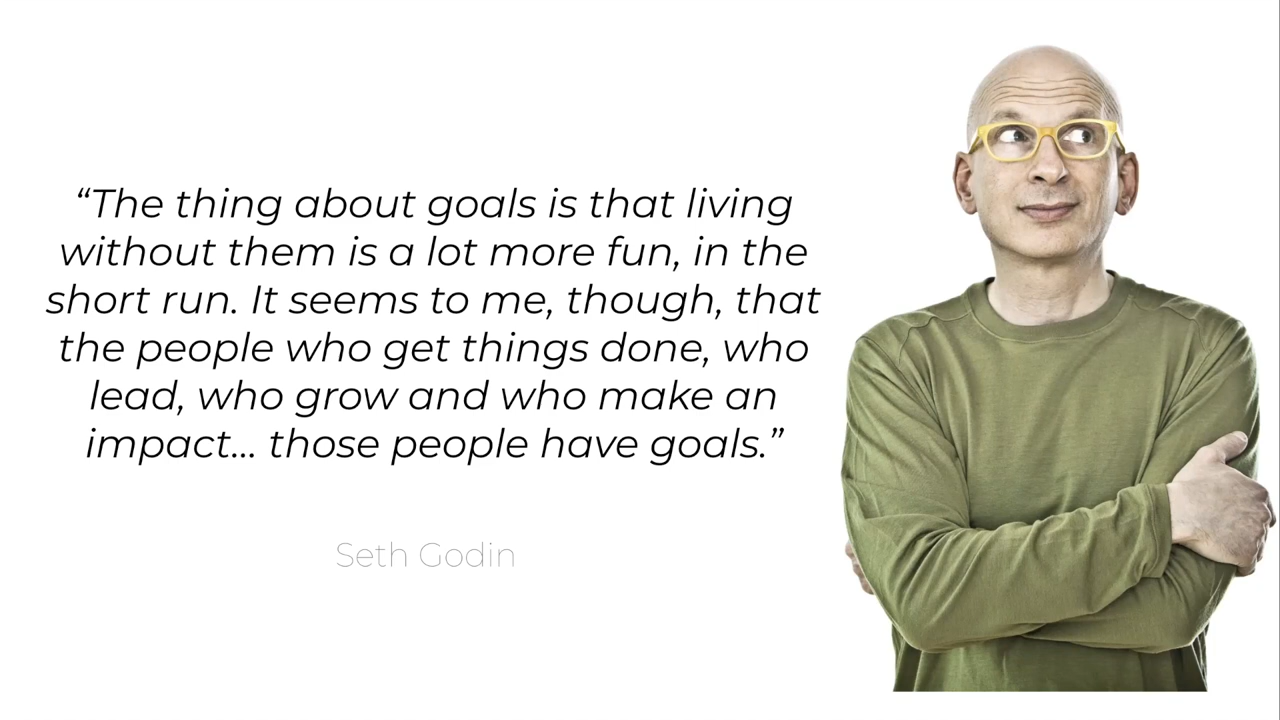 “The thing about goals is that living
without them is a lot more fun, in the
short run. It seems to me, though, that
the people who get things done, who
lead, who grow and who make an
impact... those people have goals.”
Seth Godin